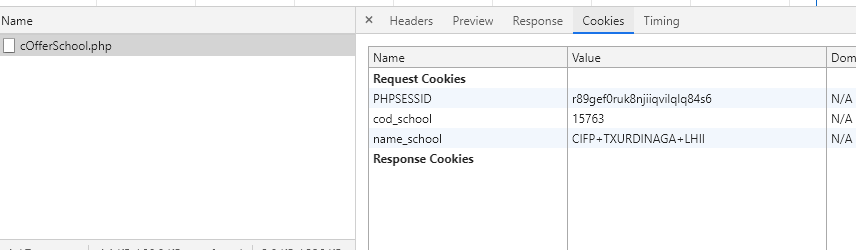 Name
cOfferSchool.php
× Headers Preview Response Cookies Timing
Name Value Dom
Request Cookies
PHPSESSID r89gef0ruk8njiiqvilqlq84s6 N/A
cod_school 15763 N/A
name_school CIFP+TXURDINAGA+LHII N/A
Response Cookies